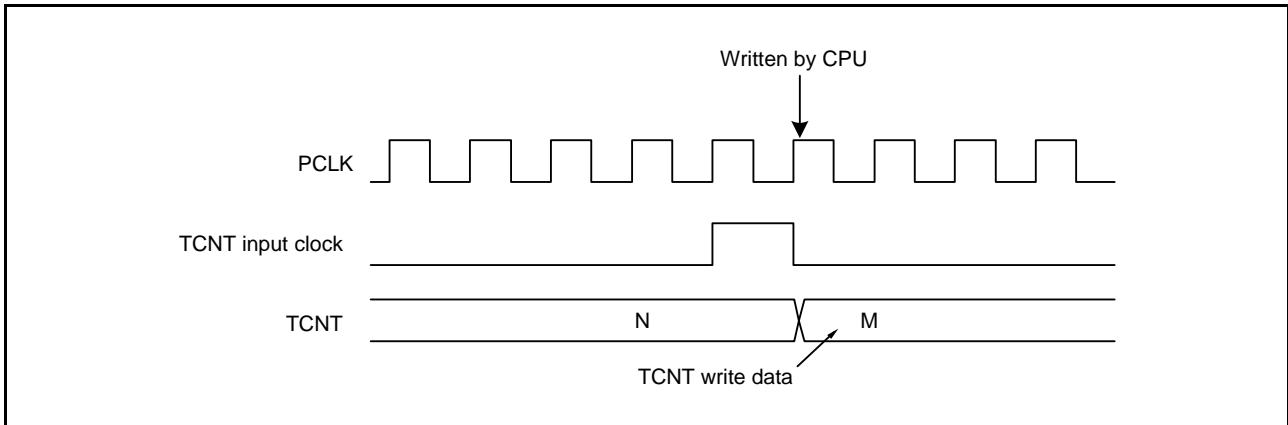 Written by CPU
PCLK
TCNT input clock
TCNT
N
M
TCNT write data